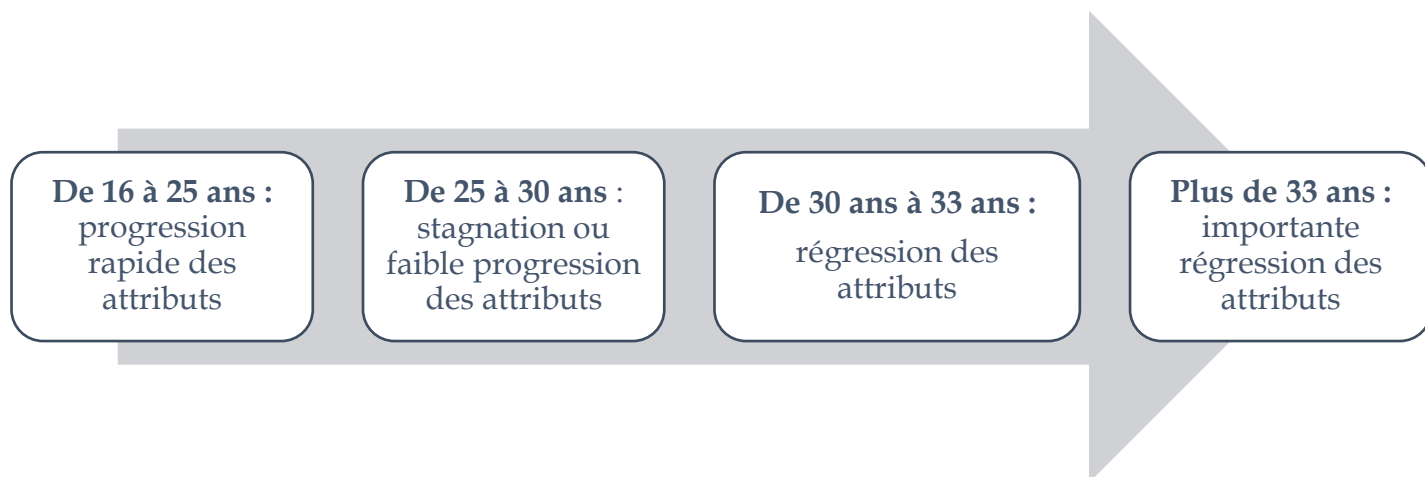 De 16 à 25 ans :
progression
rapide des
attributs
De 25 à 30 ans :
stagnation ou
faible progression
des attributs
De 30 ans à 33 ans :
régression des
attributs
Plus de 33 ans :
importante
régression des
attributs